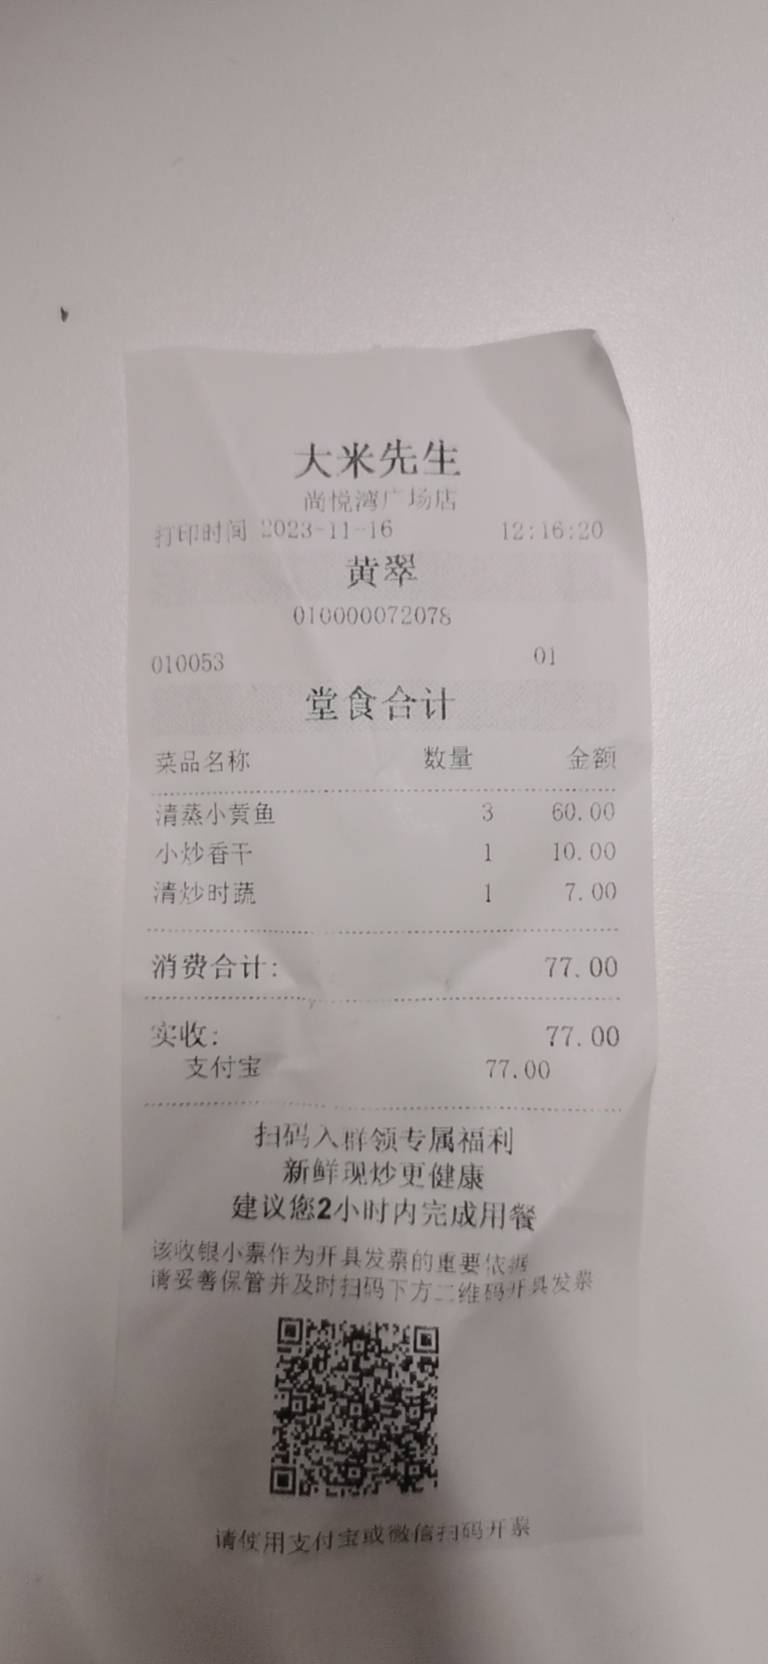 大米先生
尚悦湾广场店
打印时间 2023-11-16 12:16:20
黄翠
010000072078
010053 01
堂食合计
菜品名称 数量 金额
清蒸小黄鱼 3 60.00
小炒香干 1 10.00
清炒时蔬 1 7.00
消费合计: 77.00
实收: 77.00
支付宝 77.00
扫码入群领专属福利
新鲜现炒更健康
建议您2小时内完成用餐
该收银小票作为开具发票的重要依据
请妥善保管并及时扫码下方二维码开具发票
请使用支付宝或微信扫码开票